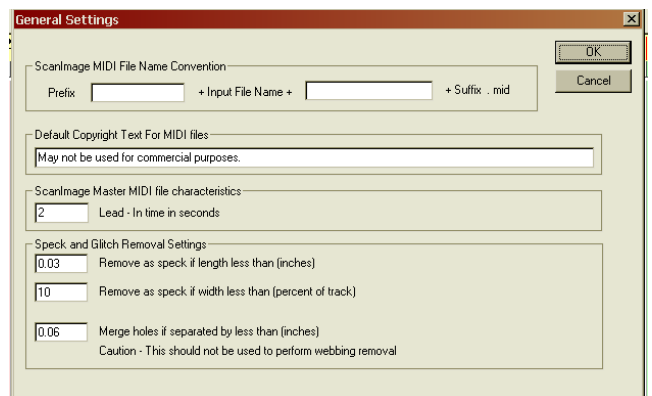 General Settings
OK
Cancel
ScanImage MIDI File Name Convention
Prefix + Input File Name + + Suffix . mid
Default Copyright Text For MIDI files
May not be used for commercial purposes.
ScanImage Master MIDI file characteristics
2 Lead - In time in seconds
Speck and Glitch Removal Settings
0.03 Remove as speck if length less than (inches)
10 Remove as speck if width less than (percent of track)
0.06 Merge holes if separated by less than (inches)
Caution - This should not be used to perform webbing removal